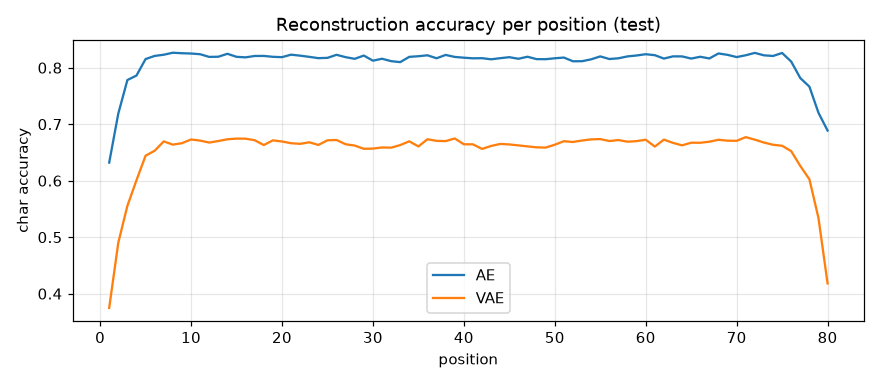 Reconstruction accuracy per position (test)
char accuracy
0.8
0.7
0.6
0.5
0.4
AE
VAE
0 10 20 30 40 50 60 70 80
position